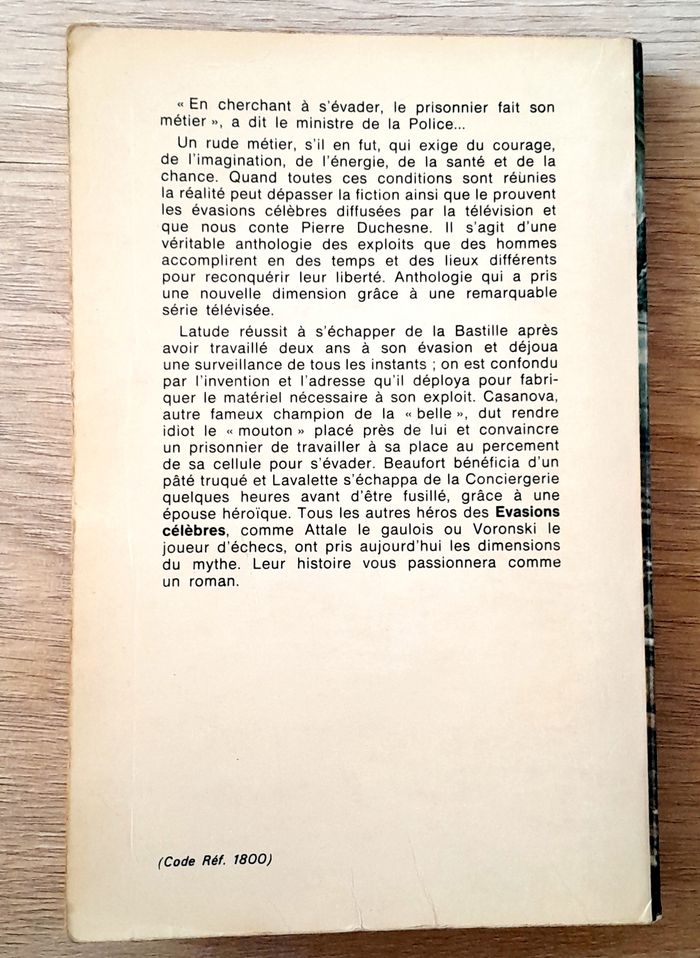 « En cherchant à s'évader, le prisonnier fait son
métier », a dit le ministre de la Police...
Un rude métier, s'il en fut, qui exige du courage,
de l'imagination, de l'énergie, de la santé et de la
chance. Quand toutes ces conditions sont réunies
la réalité peut dépasser la fiction ainsi que le prouvent
les évasions célèbres diffusées par la télévision et
que nous conte Pierre Duchesne. Il s'agit d'une
véritable anthologie des exploits que des hommes
accomplirent en des temps et des lieux différents
pour reconquérir leur liberté. Anthologie qui a pris
une nouvelle dimension grâce à une remarquable
série télévisée.
Latude réussit à s'échapper de la Bastille après
avoir travaillé deux ans à son évasion et déjoua
une surveillance de tous les instants ; on est confondu
par l'invention et l'adresse qu'il déploya pour fabri-
quer le matériel nécessaire à son exploit. Casanova,
autre fameux champion de la « belle », dut rendre
idiot le « mouton » placé près de lui et convaincre
un prisonnier de travailler à sa place au percement
de sa cellule pour s'évader. Beaufort bénéficia d'un
pâté truqué et Lavalette s'échappa de la Conciergerie
quelques heures avant d'être fusillé, grâce à une
épouse héroïque. Tous les autres héros des Evasions
célèbres, comme Attale le gaulois ou Voronski le
joueur d'échecs, ont pris aujourd'hui les dimensions
du mythe. Leur histoire vous passionnera comme
un roman.
(Code Réf. 1800)